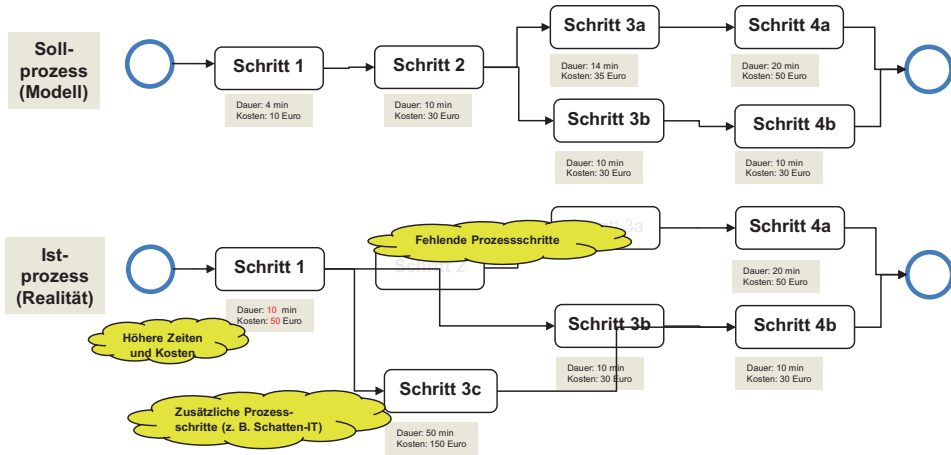 Soll-
prozess
(Modell)
Schritt 1
Dauer: 4 min
Kosten: 10 Euro
Schritt 2
Dauer: 10 min
Kosten: 30 Euro
Schritt 3a
Dauer: 14 min
Kosten: 35 Euro
Schritt 4a
Dauer: 20 min
Kosten: 50 Euro
Schritt 3b
Dauer: 10 min
Kosten: 30 Euro
Schritt 4b
Dauer: 10 min
Kosten: 30 Euro
Ist-
prozess
(Realität)
Schritt 1
Dauer: 10 min
Kosten: 50 Euro
Höhere Zeiten
und Kosten
Schritt 2
Fehlende Prozessschritte
Schritt 3a
Schritt 4a
Dauer: 20 min
Kosten: 50 Euro
Schritt 3b
Dauer: 10 min
Kosten: 30 Euro
Schritt 4b
Dauer: 10 min
Kosten: 30 Euro
Zusätzliche Prozess-
schritte (z. B. Schatten-IT)
Schritt 3c
Dauer: 50 min
Kosten: 150 Euro